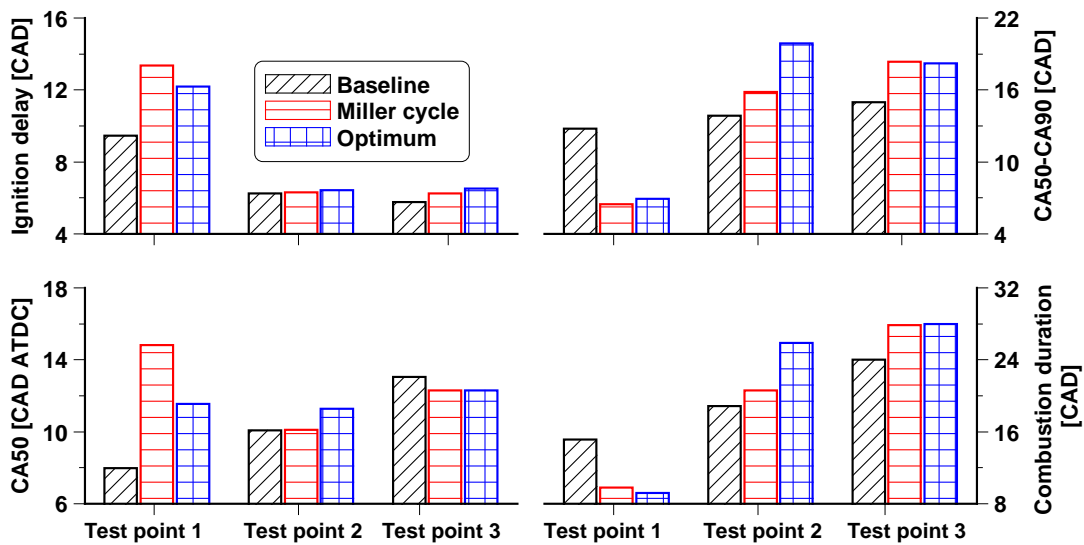 Ignition delay [CAD]
16
12
8
4
Baseline
Miller cycle
Optimum
22
16
10
4
CA50-CA90 [CAD]
CA50 [CAD ATDC]
18
14
10
6
Test point 1 Test point 2 Test point 3
32
24
16
8
Combustion duration
[CAD]
Test point 1 Test point 2 Test point 3